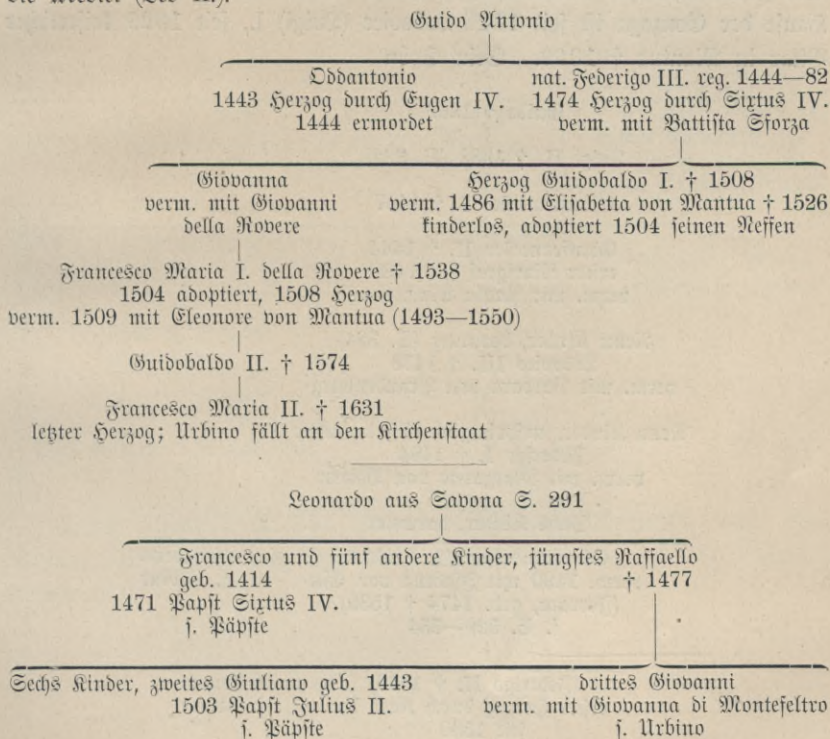 Guido Antonio
Oddantonio nat. Federigo III. reg. 1444—82
1443 Herzog durch Eugen IV. 1474 Herzog durch Sixtus IV.
1444 ermordet verm. mit Battista Sforza
Giovanna Herzog Guidobaldo I. † 1508
verm. mit Giovanni verm. 1486 mit Elisabetta von Mantua † 1526
della Rovere kinderlos, adoptiert 1504 seinen Neffen
Francesco Maria I. della Rovere † 1538
1504 adoptiert, 1508 Herzog
verm. 1509 mit Eleonore von Mantua (1493—1550)
Guidobaldo II. † 1574
Francesco Maria II. † 1631
letzter Herzog; Urbino fällt an den Kirchenstaat
Leonardo aus Savona S. 291
Francesco und fünf andere Kinder, jüngstes Raffaello
geb. 1414 † 1477
1471 Papst Sixtus IV.
s. Päpste
Sechs Kinder, zweites Giuliano geb. 1443 drittes Giovanni
1503 Papst Julius II. verm. mit Giovanna di Montefeltro
s. Päpste s. Urbino